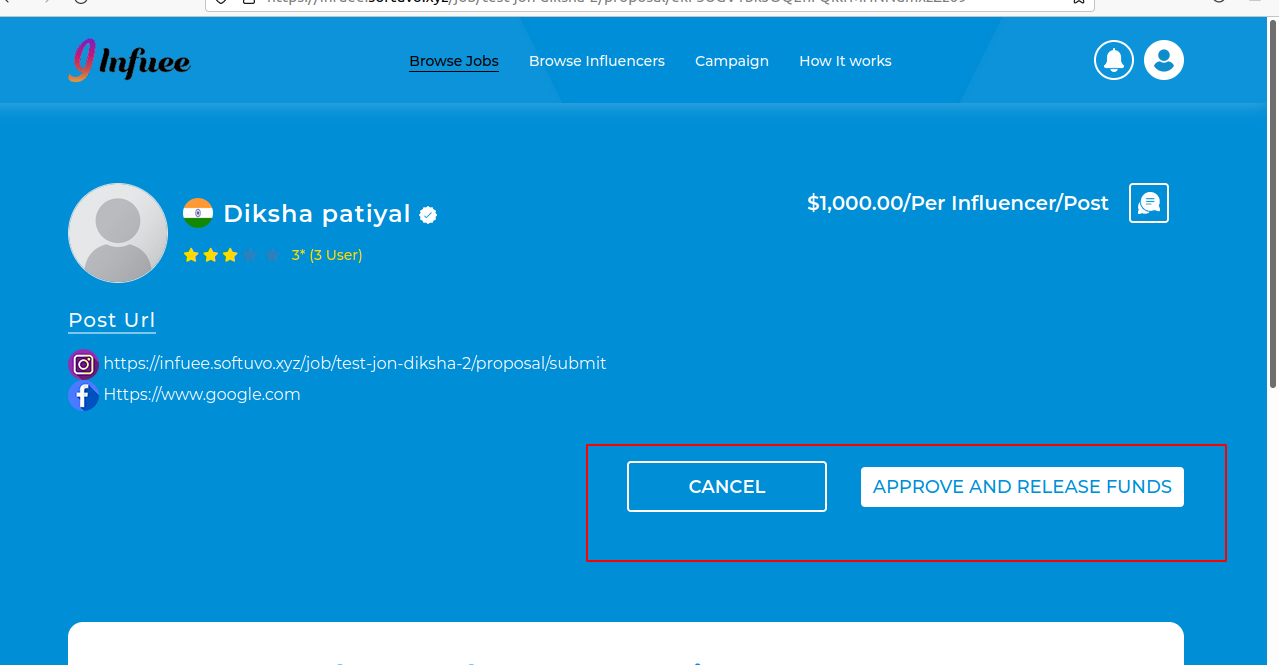 Infuee
Browse Jobs
Browse Influencers
Campaign
How It works
Diksha patiyal
$1,000.00/Per Influencer/Post
3* (3 User)
Post Url
https://infuee.softuvo.xyz/job/test-jon-diksha-2/proposal/submit
Https://www.google.com
CANCEL
APPROVE AND RELEASE FUNDS